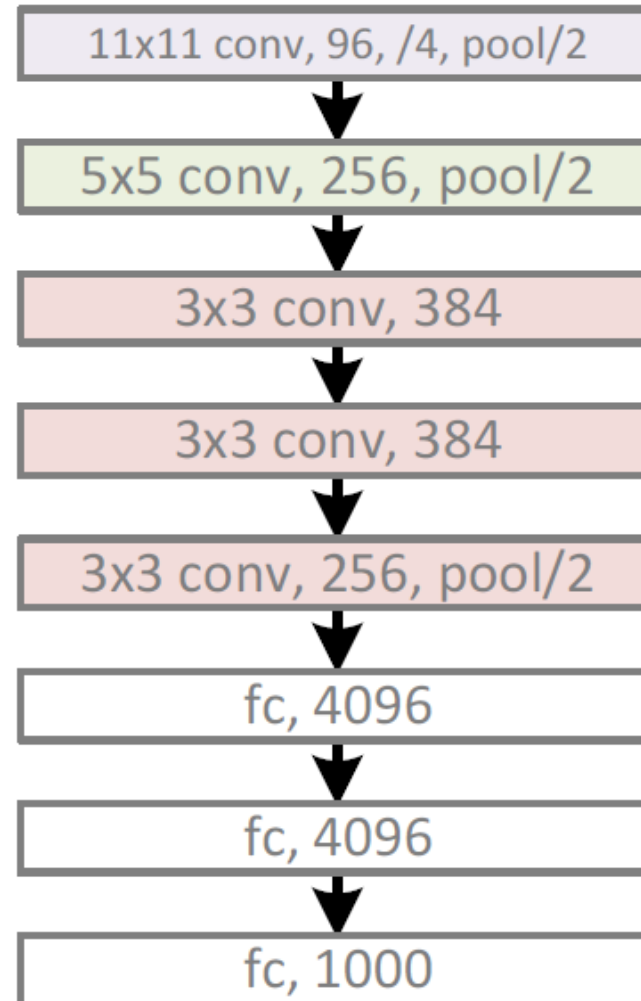 11x11 conv, 96, /4, pool/2
5x5 conv, 256, pool/2
3x3 conv, 384
3x3 conv, 384
3x3 conv, 256, pool/2
fc, 4096
fc, 4096
fc, 1000